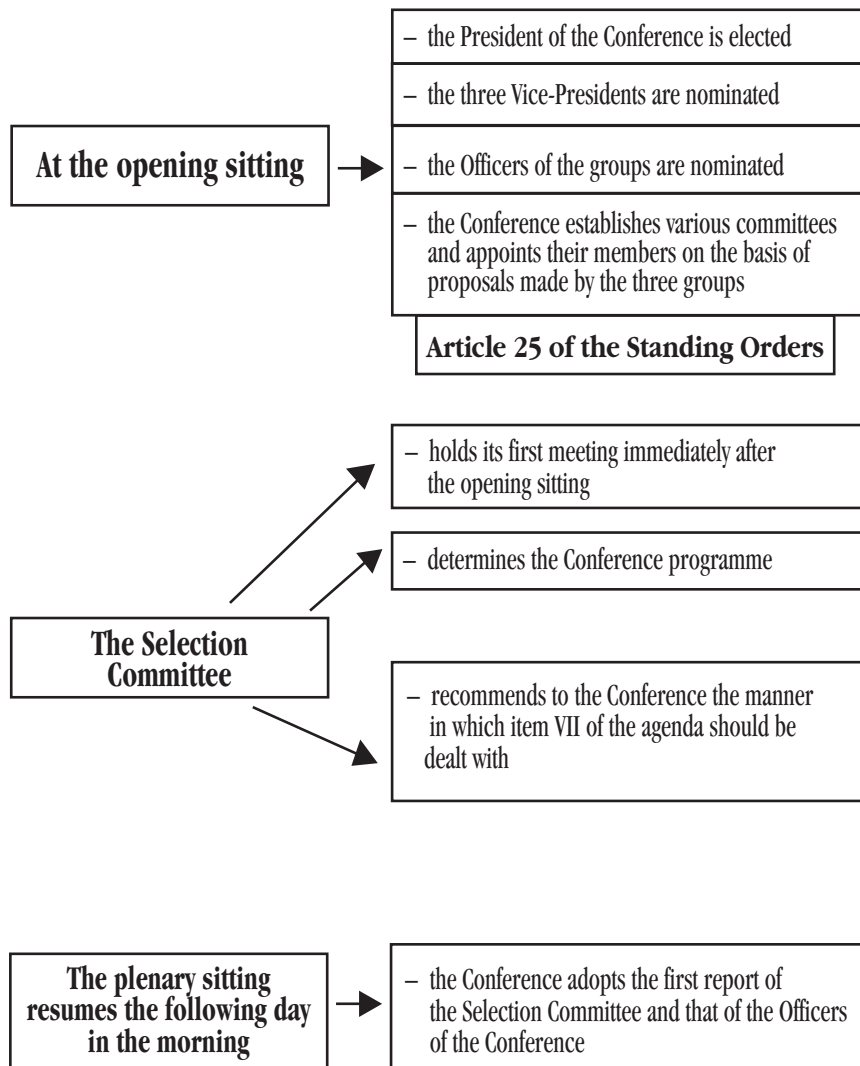 At the opening sitting
– the President of the Conference is elected
– the three Vice-Presidents are nominated
– the Officers of the groups are nominated
– the Conference establishes various committees
and appoints their members on the basis of
proposals made by the three groups
Article 25 of the Standing Orders
The Selection
Committee
– holds its first meeting immediately after
the opening sitting
– determines the Conference programme
– recommends to the Conference the manner
in which item VII of the agenda should be
dealt with
The plenary sitting
resumes the following day
in the morning
– the Conference adopts the first report of
the Selection Committee and that of the Officers
of the Conference